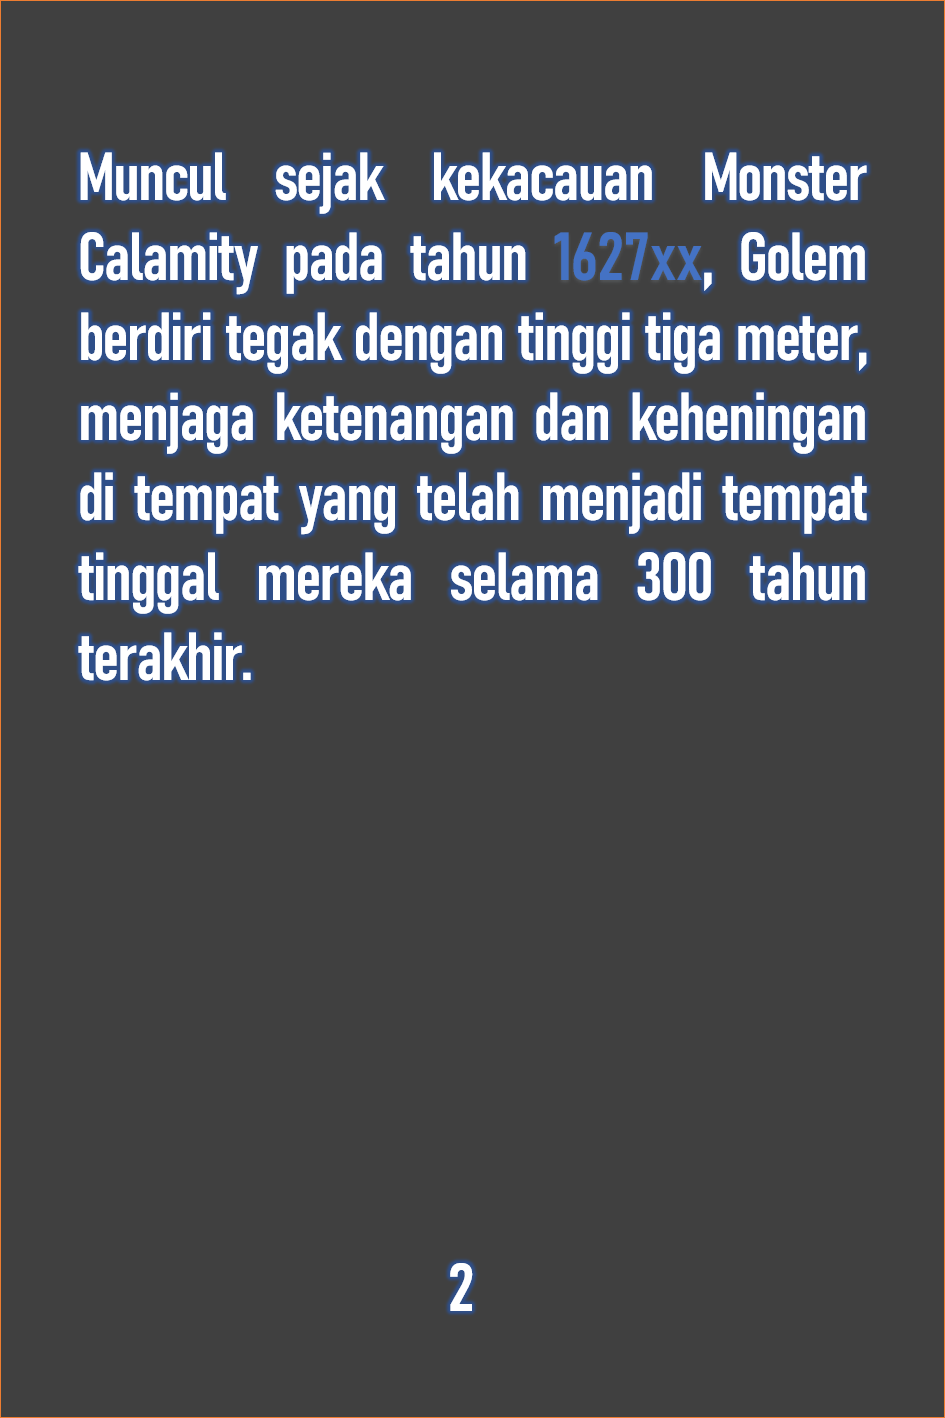 Muncul sejak kekacauan Monster
Calamity pada tahun 1627xx, Golem
berdiri tegak dengan tinggi tiga meter,
menjaga ketenangan dan keheningan
di tempat yang telah menjadi tempat
tinggal mereka selama 300 tahun
terakhir.
2